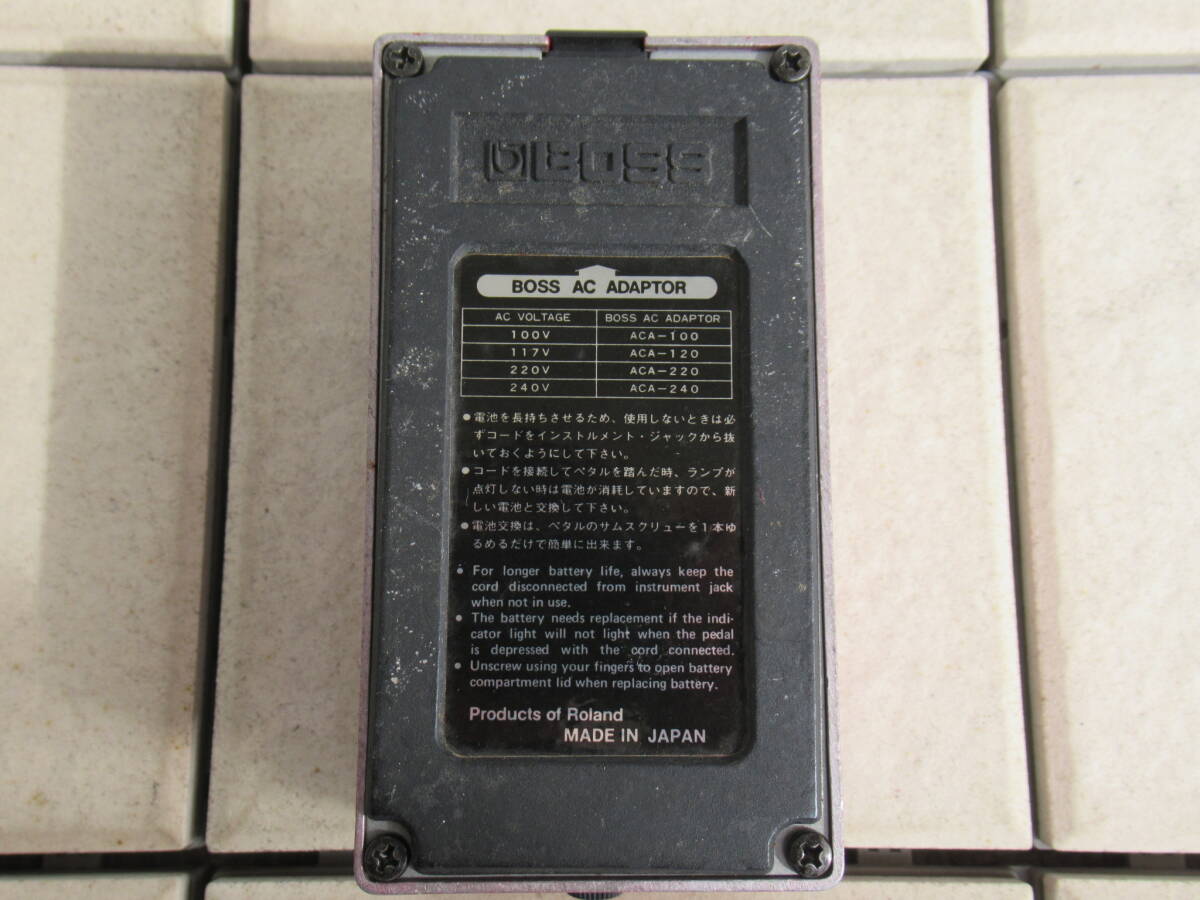 BOSS
BOSS AC ADAPTOR
AC VOLTAGE BOSS AC ADAPTOR
100V ACA-100
117V ACA-120
220V ACA-220
240V ACA-240
●電池を長持ちさせるため、使用しないときは必
ずコードをインストルメント・ジャックから抜
いておくようにして下さい。
●コードを接続してペタルを踏んだ時、ランプが
点灯しない時は電池が消耗していますので、新
しい電池と交換して下さい。
●電池交換は、ペタルのサムスクリューを1本ゆ
るめるだけで簡単に出来ます。
● For longer battery life, always keep the
cord disconnected from instrument jack
when not in use.
● The battery needs replacement if the indi-
cator light will not light when the pedal
is depressed with the cord connected.
● Unscrew using your fingers to open battery
compartment lid when replacing battery.
Products of Roland
MADE IN JAPAN